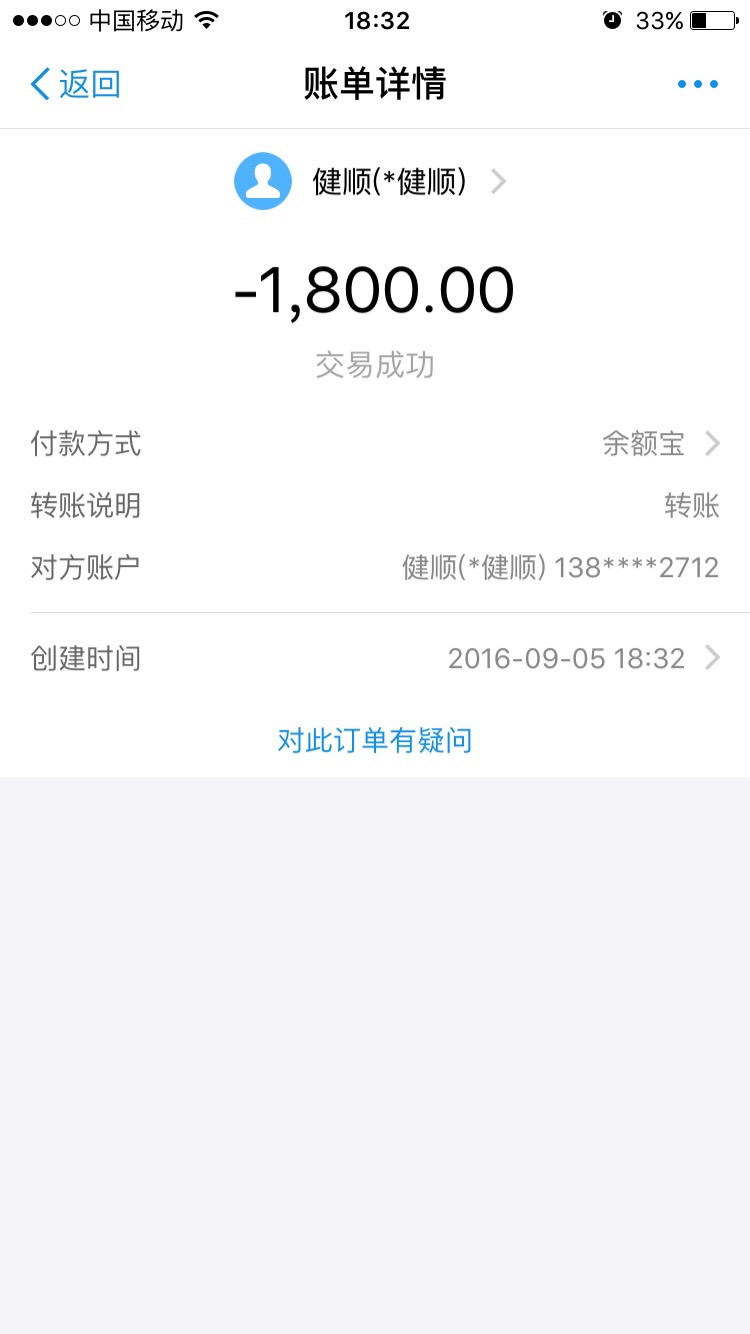 中国移动 18:32 33%
返回 账单详情
健顺(*健顺)
-1,800.00
交易成功
付款方式 余额宝
转账说明 转账
对方账户 健顺(*健顺) 138****2712
创建时间 2016-09-05 18:32
对此订单有疑问